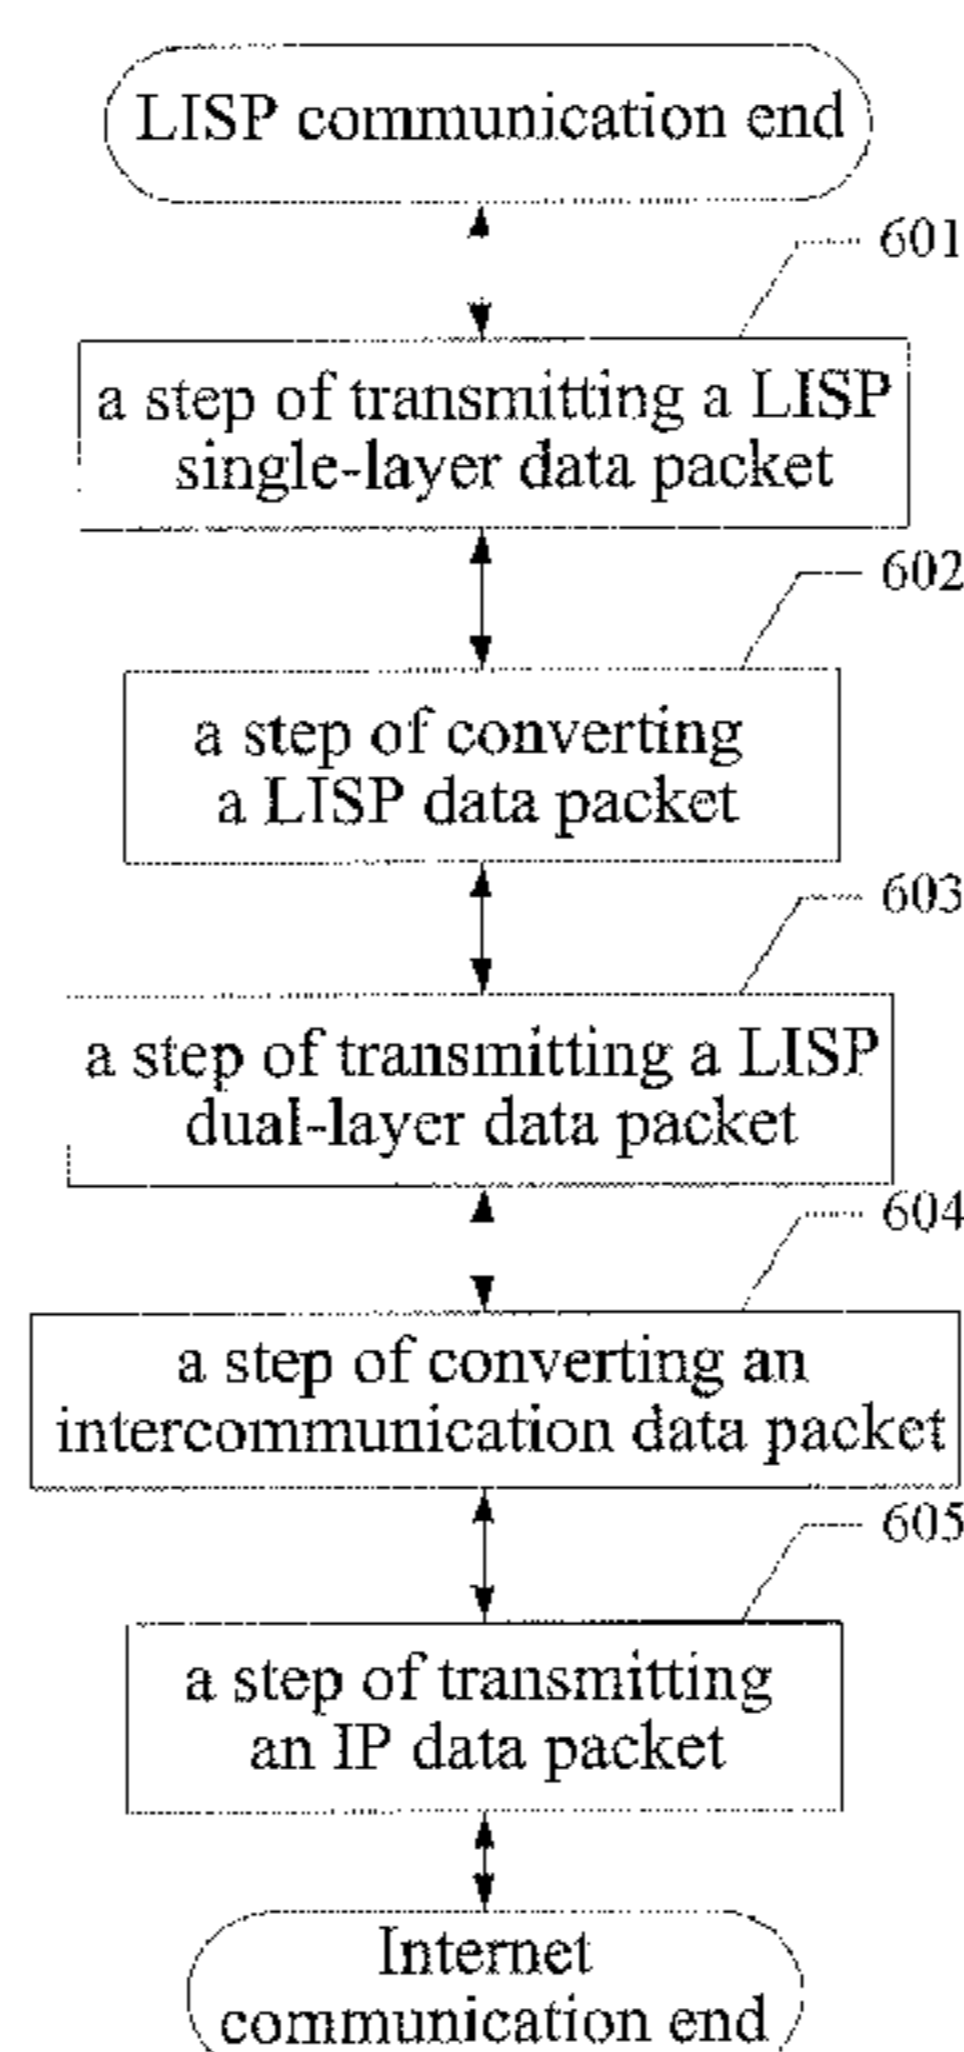 LISP communication end
601
a step of transmitting a LISP
single-layer data packet
602
a step of converting
a LISP data packet
603
a step of transmitting a LISP
dual-layer data packet
604
a step of converting an
intercommunication data packet
605
a step of transmitting
an IP data packet
Internet
communication end